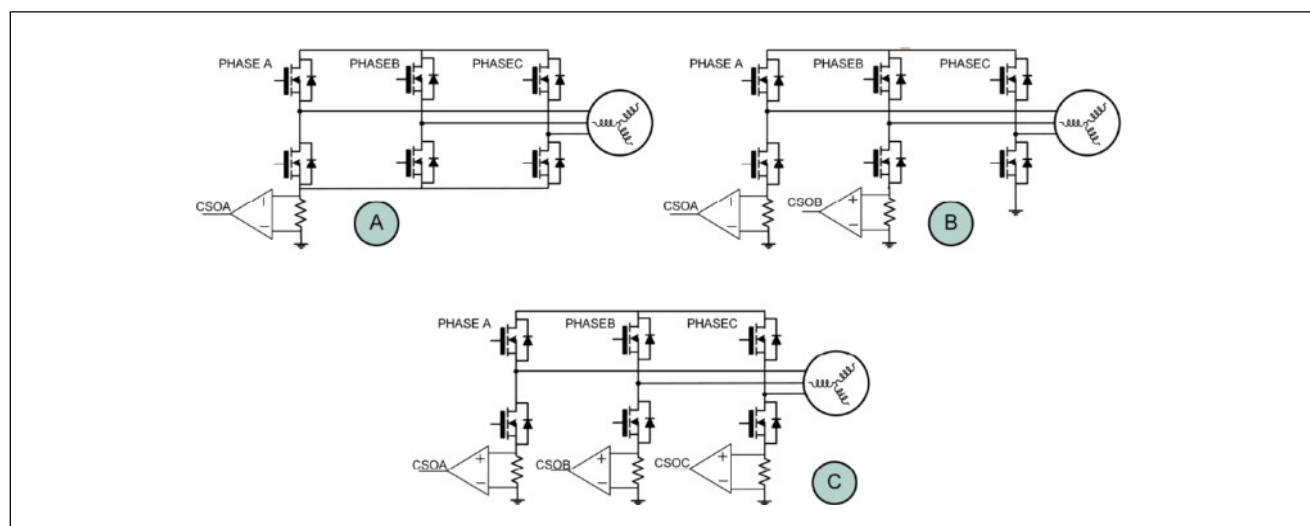 PHASE A PHASEB PHASEC
CSOA
A
PHASE A PHASEB PHASEC
CSOA CSOB
B
PHASE A PHASEB PHASEC
CSOA CSOB CSOC
C